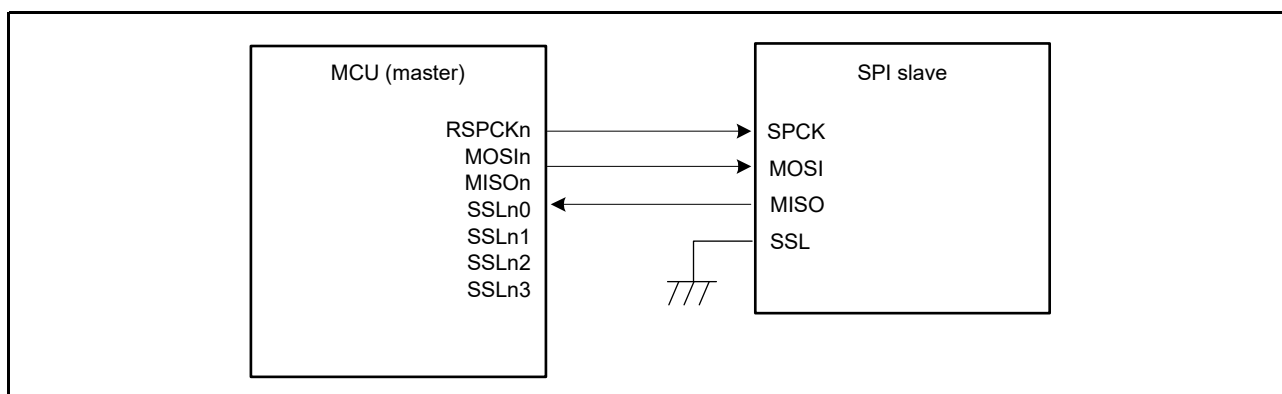 MCU (master)
RSPCKn
MOSIn
MISOn
SSLn0
SSLn1
SSLn2
SSLn3
SPI slave
SPCK
MOSI
MISO
SSL